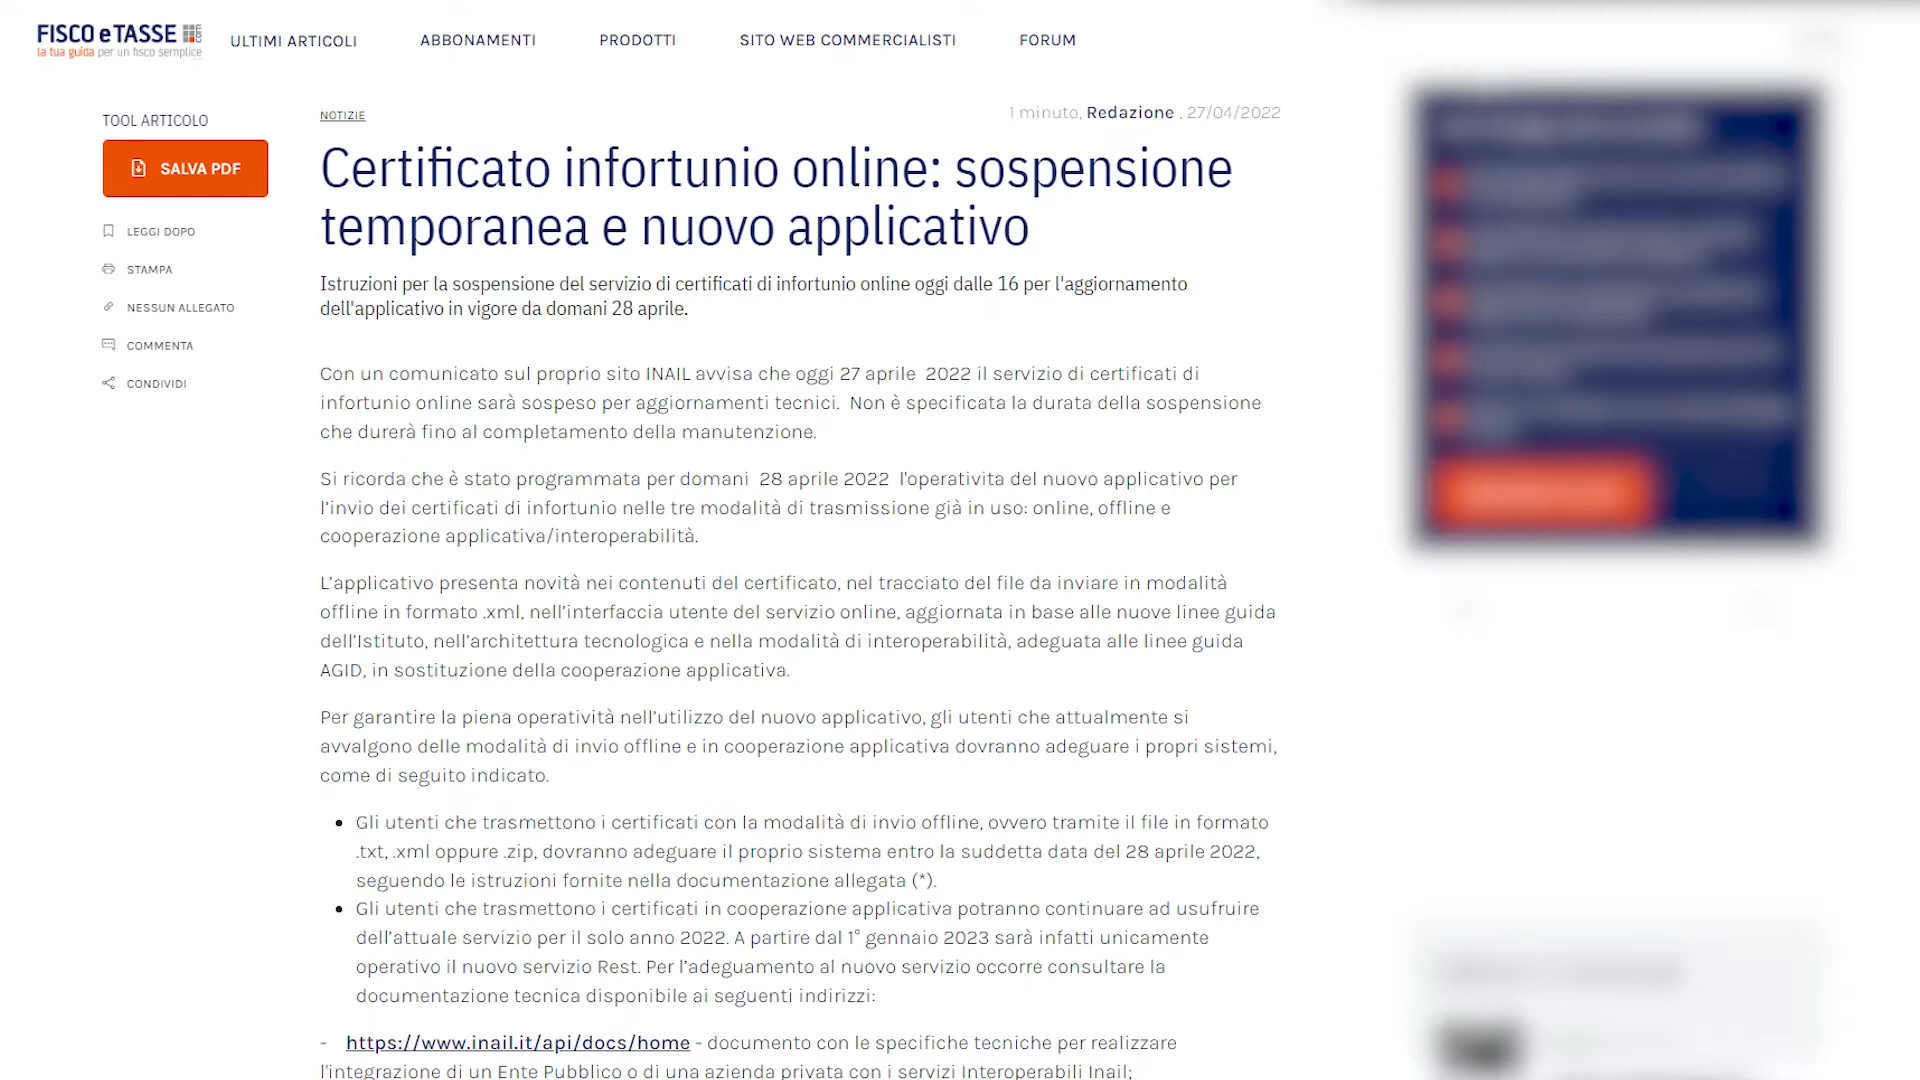 FISCO e TASSE .com
la tua guida per un fisco semplice
ULTIMI ARTICOLI
ABBONAMENTI
PRODOTTI
SITO WEB COMMERCIALISTI
FORUM
TOOL ARTICOLO
SALVA PDF
LEGGI DOPO
STAMPA
NESSUN ALLEGATO
COMMENTA
CONDIVIDI
NOTIZIE
1 minuto, Redazione , 27/04/2022
Certificato infortunio online: sospensione
temporanea e nuovo applicativo
Istruzioni per la sospensione del servizio di certificati di infortunio online oggi dalle 16 per l'aggiornamento
dell'applicativo in vigore da domani 28 aprile.
Con un comunicato sul proprio sito INAIL avvisa che oggi 27 aprile  2022 il servizio di certificati di
infortunio online sarà sospeso per aggiornamenti tecnici.  Non è specificata la durata della sospensione
che durerà fino al completamento della manutenzione.
Si ricorda che è stato programmata per domani  28 aprile 2022  l'operativita del nuovo applicativo per
l’invio dei certificati di infortunio nelle tre modalità di trasmissione già in uso: online, offline e
cooperazione applicativa/interoperabilità.
L’applicativo presenta novità nei contenuti del certificato, nel tracciato del file da inviare in modalità
offline in formato .xml, nell’interfaccia utente del servizio online, aggiornata in base alle nuove linee guida
dell’Istituto, nell’architettura tecnologica e nella modalità di interoperabilità, adeguata alle linee guida
AGID, in sostituzione della cooperazione applicativa.
Per garantire la piena operatività nell’utilizzo del nuovo applicativo, gli utenti che attualmente si
avvalgono delle modalità di invio offline e in cooperazione applicativa dovranno adeguare i propri sistemi,
come di seguito indicato.
• Gli utenti che trasmettono i certificati con la modalità di invio offline, ovvero tramite il file in formato
.txt, .xml oppure .zip, dovranno adeguare il proprio sistema entro la suddetta data del 28 aprile 2022,
seguendo le istruzioni fornite nella documentazione allegata (*).
• Gli utenti che trasmettono i certificati in cooperazione applicativa potranno continuare ad usufruire
dell’attuale servizio per il solo anno 2022. A partire dal 1° gennaio 2023 sarà infatti unicamente
operativo il nuovo servizio Rest. Per l’adeguamento al nuovo servizio occorre consultare la
documentazione tecnica disponibile ai seguenti indirizzi:
- https://www.inail.it/api/docs/home - documento con le specifiche tecniche per realizzare
l'integrazione di un Ente Pubblico o di una azienda privata con i servizi Interoperabili Inail;